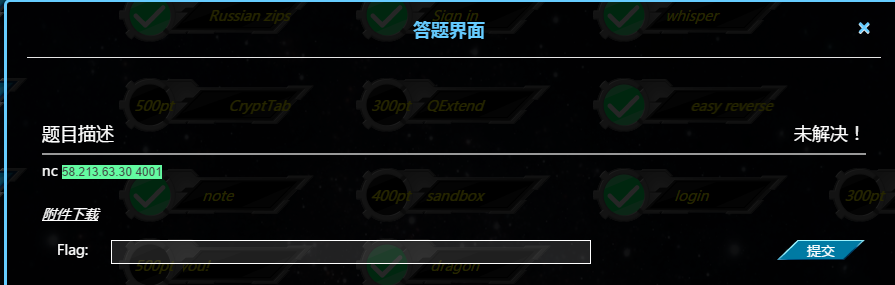 Russian zips Sign in whisper
答题界面
500pt CryptTab 300pt QExtend easy reverse
题目描述 未解决！
nc 58.213.63.30 4001
note 400pt sandbox login 300pt
附件下载
Flag: 提交
500pt you! dragon